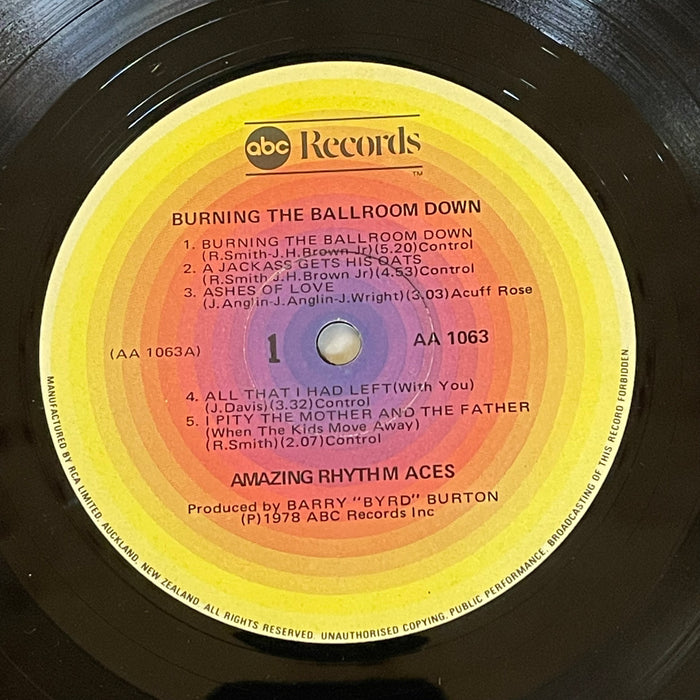 abc Records
TM
BURNING THE BALLROOM DOWN
1. BURNING THE BALLROOM DOWN
(R.Smith-J.H.Brown Jr)(5.20)Control
2. A JACKASS GETS HIS OATS
(R.Smith-J.H.Brown Jr)(4.53)Control
3. ASHES OF LOVE
(J.Anglin-J.Anglin-J.Wright)(3.03)Acuff Rose
(AA 1063A) 1 AA 1063
4. ALL THAT I HAD LEFT(With You)
(J.Davis)(3.32)Control
5. I PITY THE MOTHER AND THE FATHER
(When The Kids Move Away)
(R.Smith)(2.07)Control
AMAZING RHYTHM ACES
Produced by BARRY "BYRD" BURTON
(P)1978 ABC Records Inc
MANUFACTURED BY RCA LIMITED, AUCKLAND, NEW ZEALAND. ALL RIGHTS RESERVED. UNAUTHORISED COPYING, PUBLIC PERFORMANCE, BROADCASTING OF THIS RECORD FORBIDDEN.